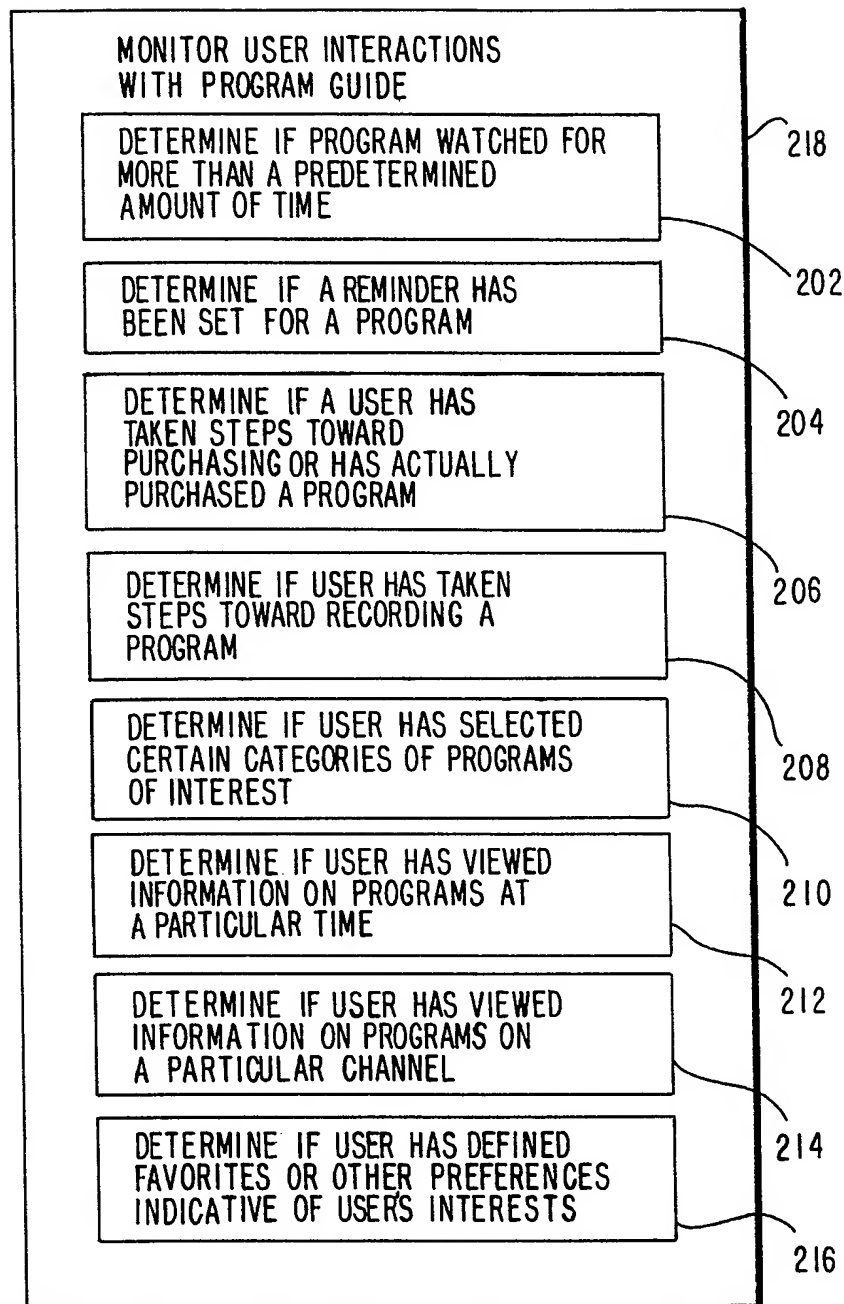 MONITOR USER INTERACTIONS
WITH PROGRAM GUIDE
218
DETERMINE IF PROGRAM WATCHED FOR
MORE THAN A PREDETERMINED
AMOUNT OF TIME
202
DETERMINE IF A REMINDER HAS
BEEN SET FOR A PROGRAM
204
DETERMINE IF A USER HAS
TAKEN STEPS TOWARD
PURCHASING OR HAS ACTUALLY
PURCHASED A PROGRAM
206
DETERMINE IF USER HAS TAKEN
STEPS TOWARD RECORDING A
PROGRAM
208
DETERMINE IF USER HAS SELECTED
CERTAIN CATEGORIES OF PROGRAMS
OF INTEREST
210
DETERMINE IF USER HAS VIEWED
INFORMATION ON PROGRAMS AT
A PARTICULAR TIME
212
DETERMINE IF USER HAS VIEWED
INFORMATION ON PROGRAMS ON
A PARTICULAR CHANNEL
214
DETERMINE IF USER HAS DEFINED
FAVORITES OR OTHER PREFERENCES
INDICATIVE OF USER'S INTERESTS
216